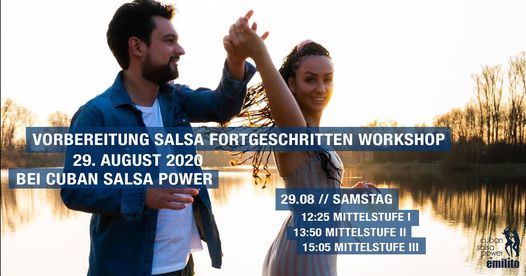 VORBEREITUNG SALSA FORTGESCHRITTEN WORKSHOP
29. AUGUST 2020
BEI CUBAN SALSA POWER
29.08 // SAMSTAG
12:25 MITTELSTUFE I
13:50 MITTELSTUFE II
15:05 MITTELSTUFE III
cuban
salsa
power
emilito